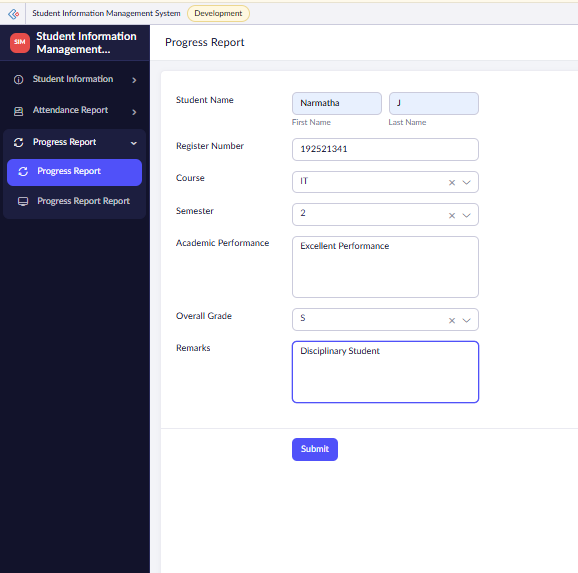 Student Information Management System Development
SIM Student Information
Management...
Progress Report
Student Information
Attendance Report
Progress Report
Progress Report
Progress Report Report
Student Name Narmatha J
First Name Last Name
Register Number 192521341
Course IT
Semester 2
Academic Performance Excellent Performance
Overall Grade S
Remarks Disciplinary Student
Submit